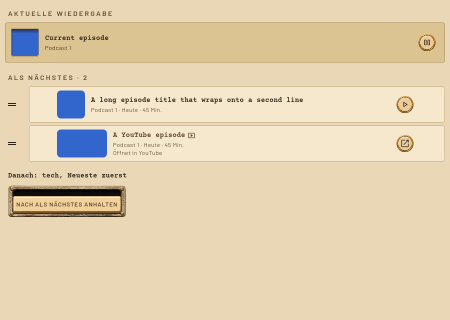 AKTUELLE WIEDERGABE
Current episode
Podcast 1
ALS NÄCHSTES · 2
A long episode title that wraps onto a second line
Podcast 1 · Heute · 45 Min.
A YouTube episode
Podcast 1 · Heute · 45 Min.
Öffnet in YouTube
Danach: tech, Neueste zuerst
NACH ALS NÄCHSTES ANHALTEN